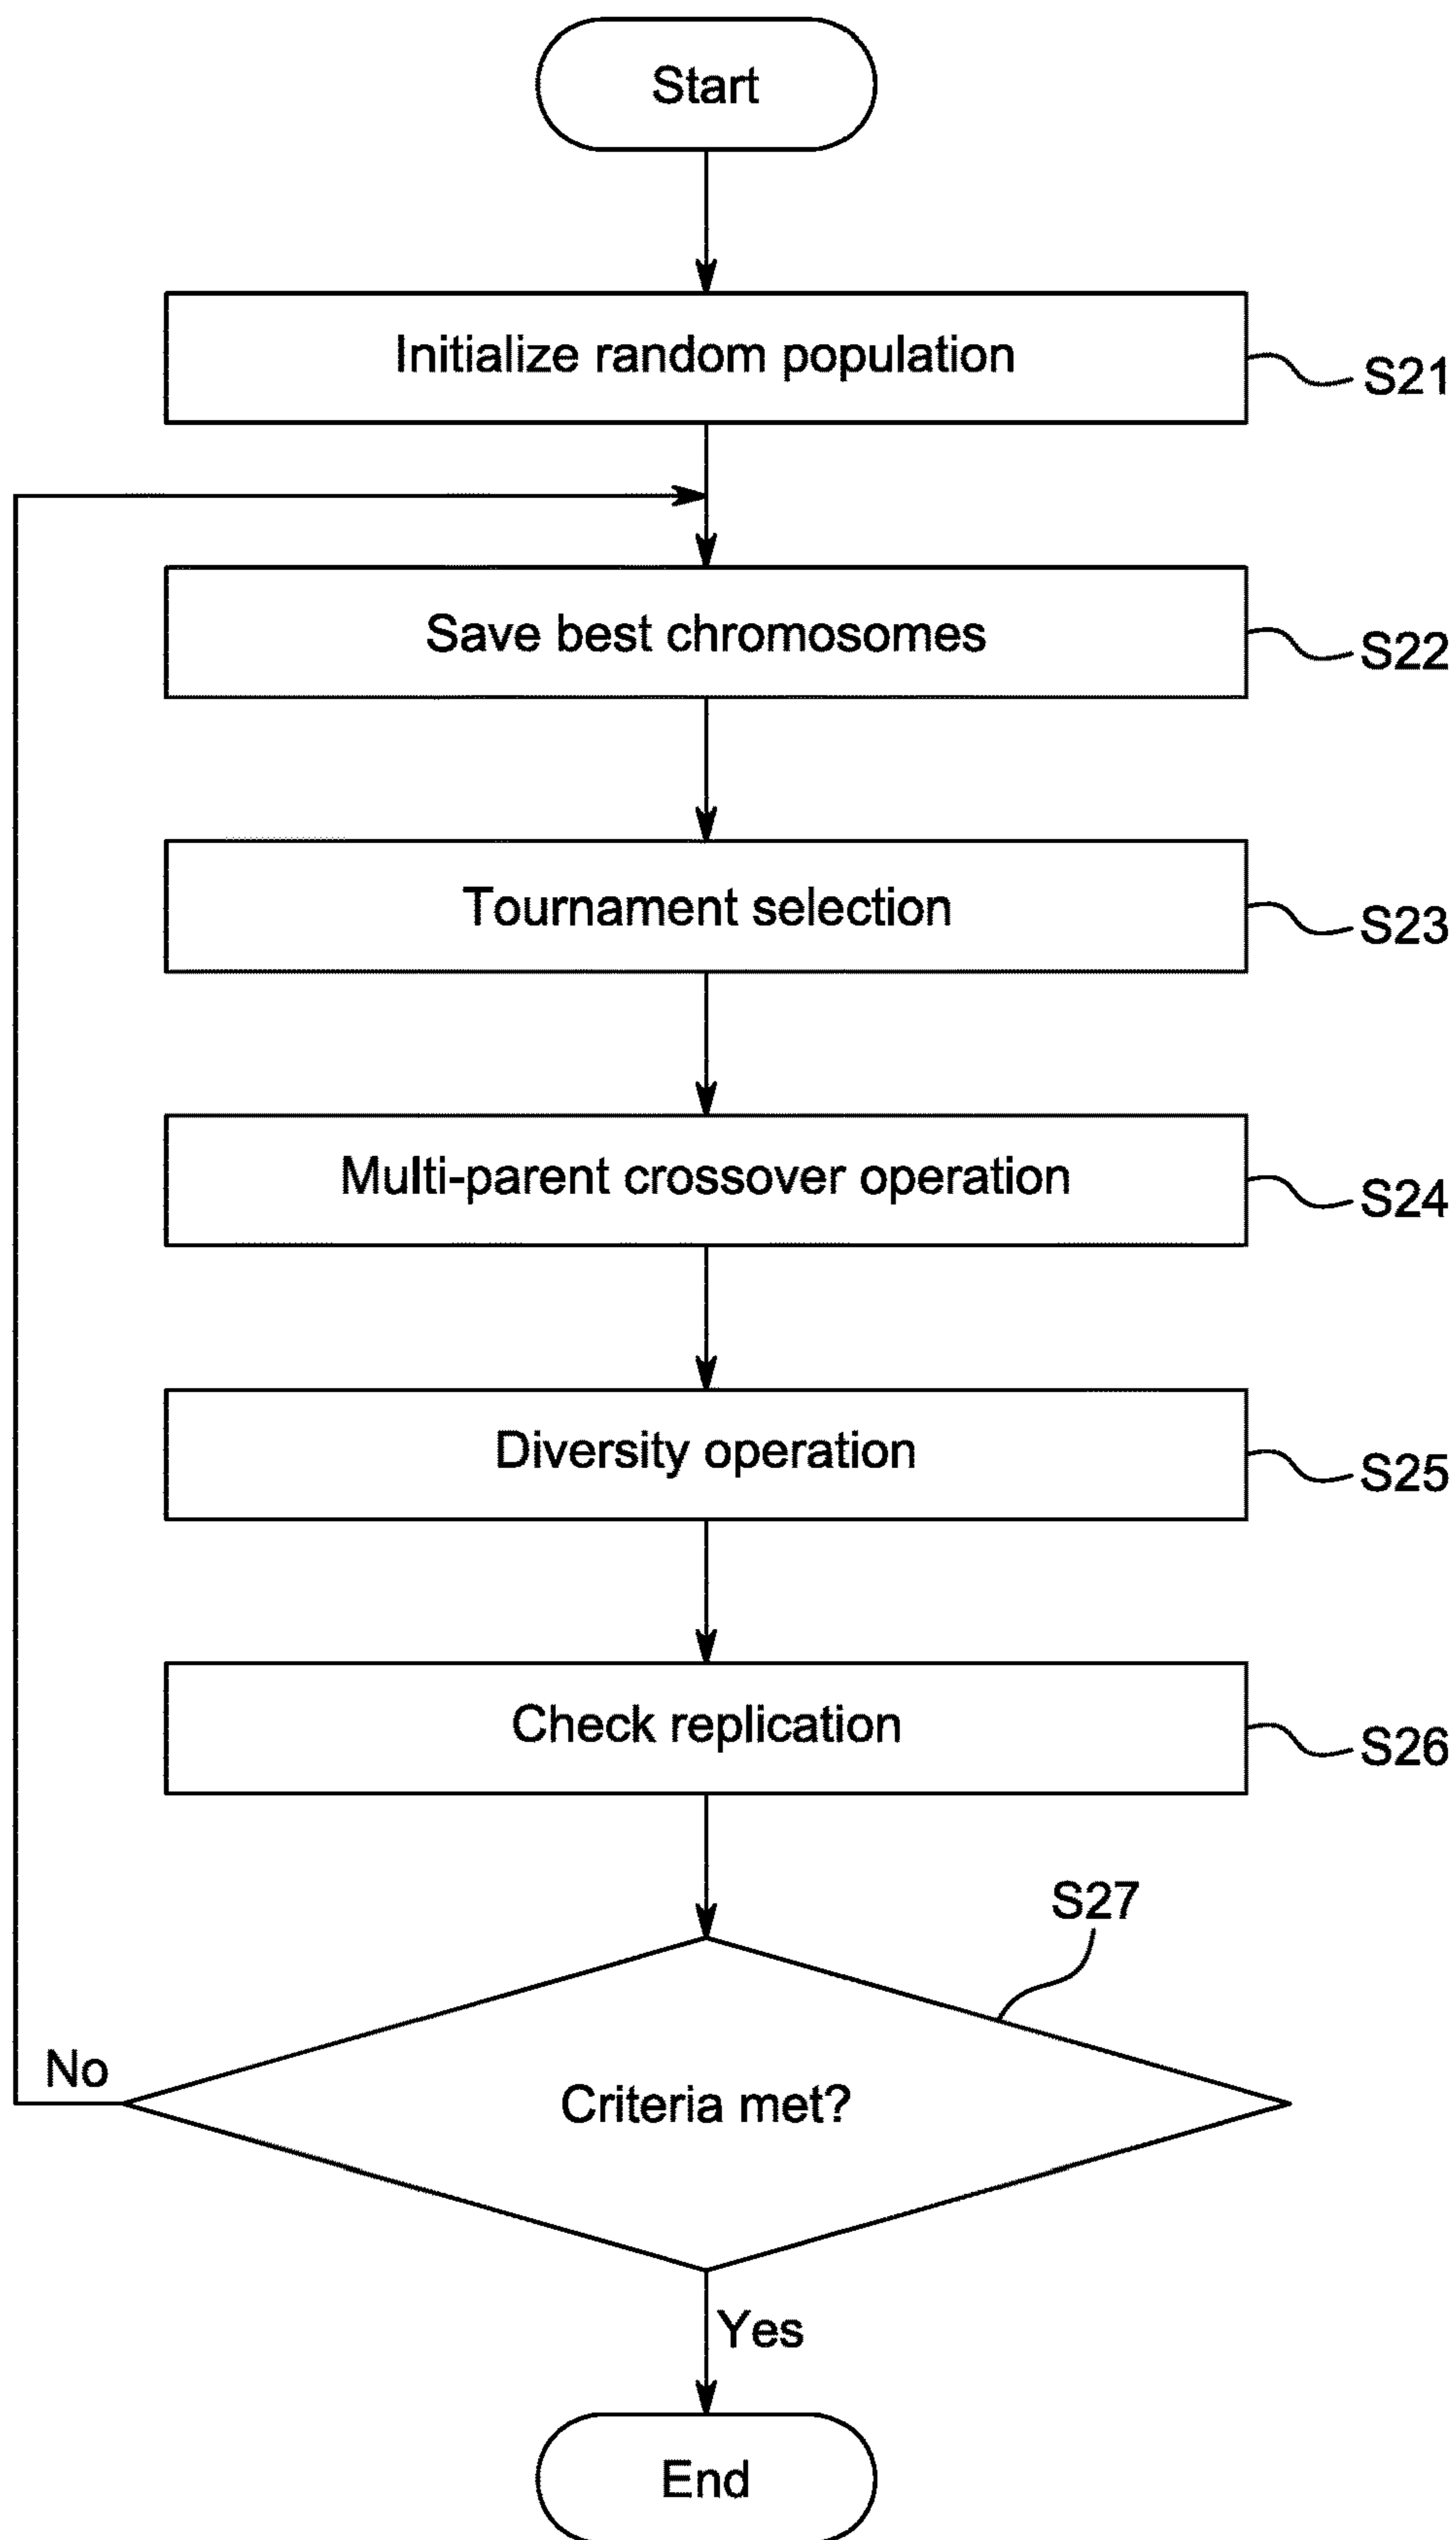 Start
Initialize random population
S21
Save best chromosomes
S22
Tournament selection
S23
Multi-parent crossover operation
S24
Diversity operation
S25
Check replication
S26
S27
No
Criteria met?
Yes
End